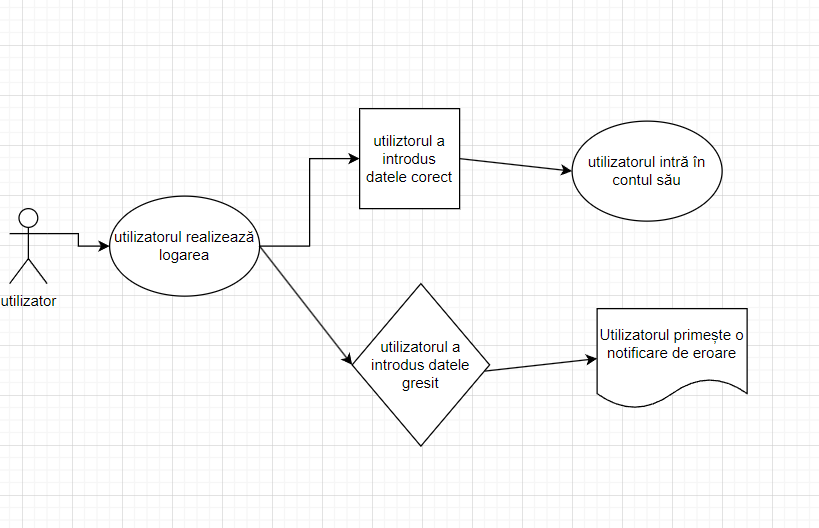 utilizator
utilizatorul realizează
logarea
utiliztorul a
introdus
datele corect
utilizatorul intră în
contul său
utilizatorul a
introdus datele
gresit
Utilizatorul primește o
notificare de eroare